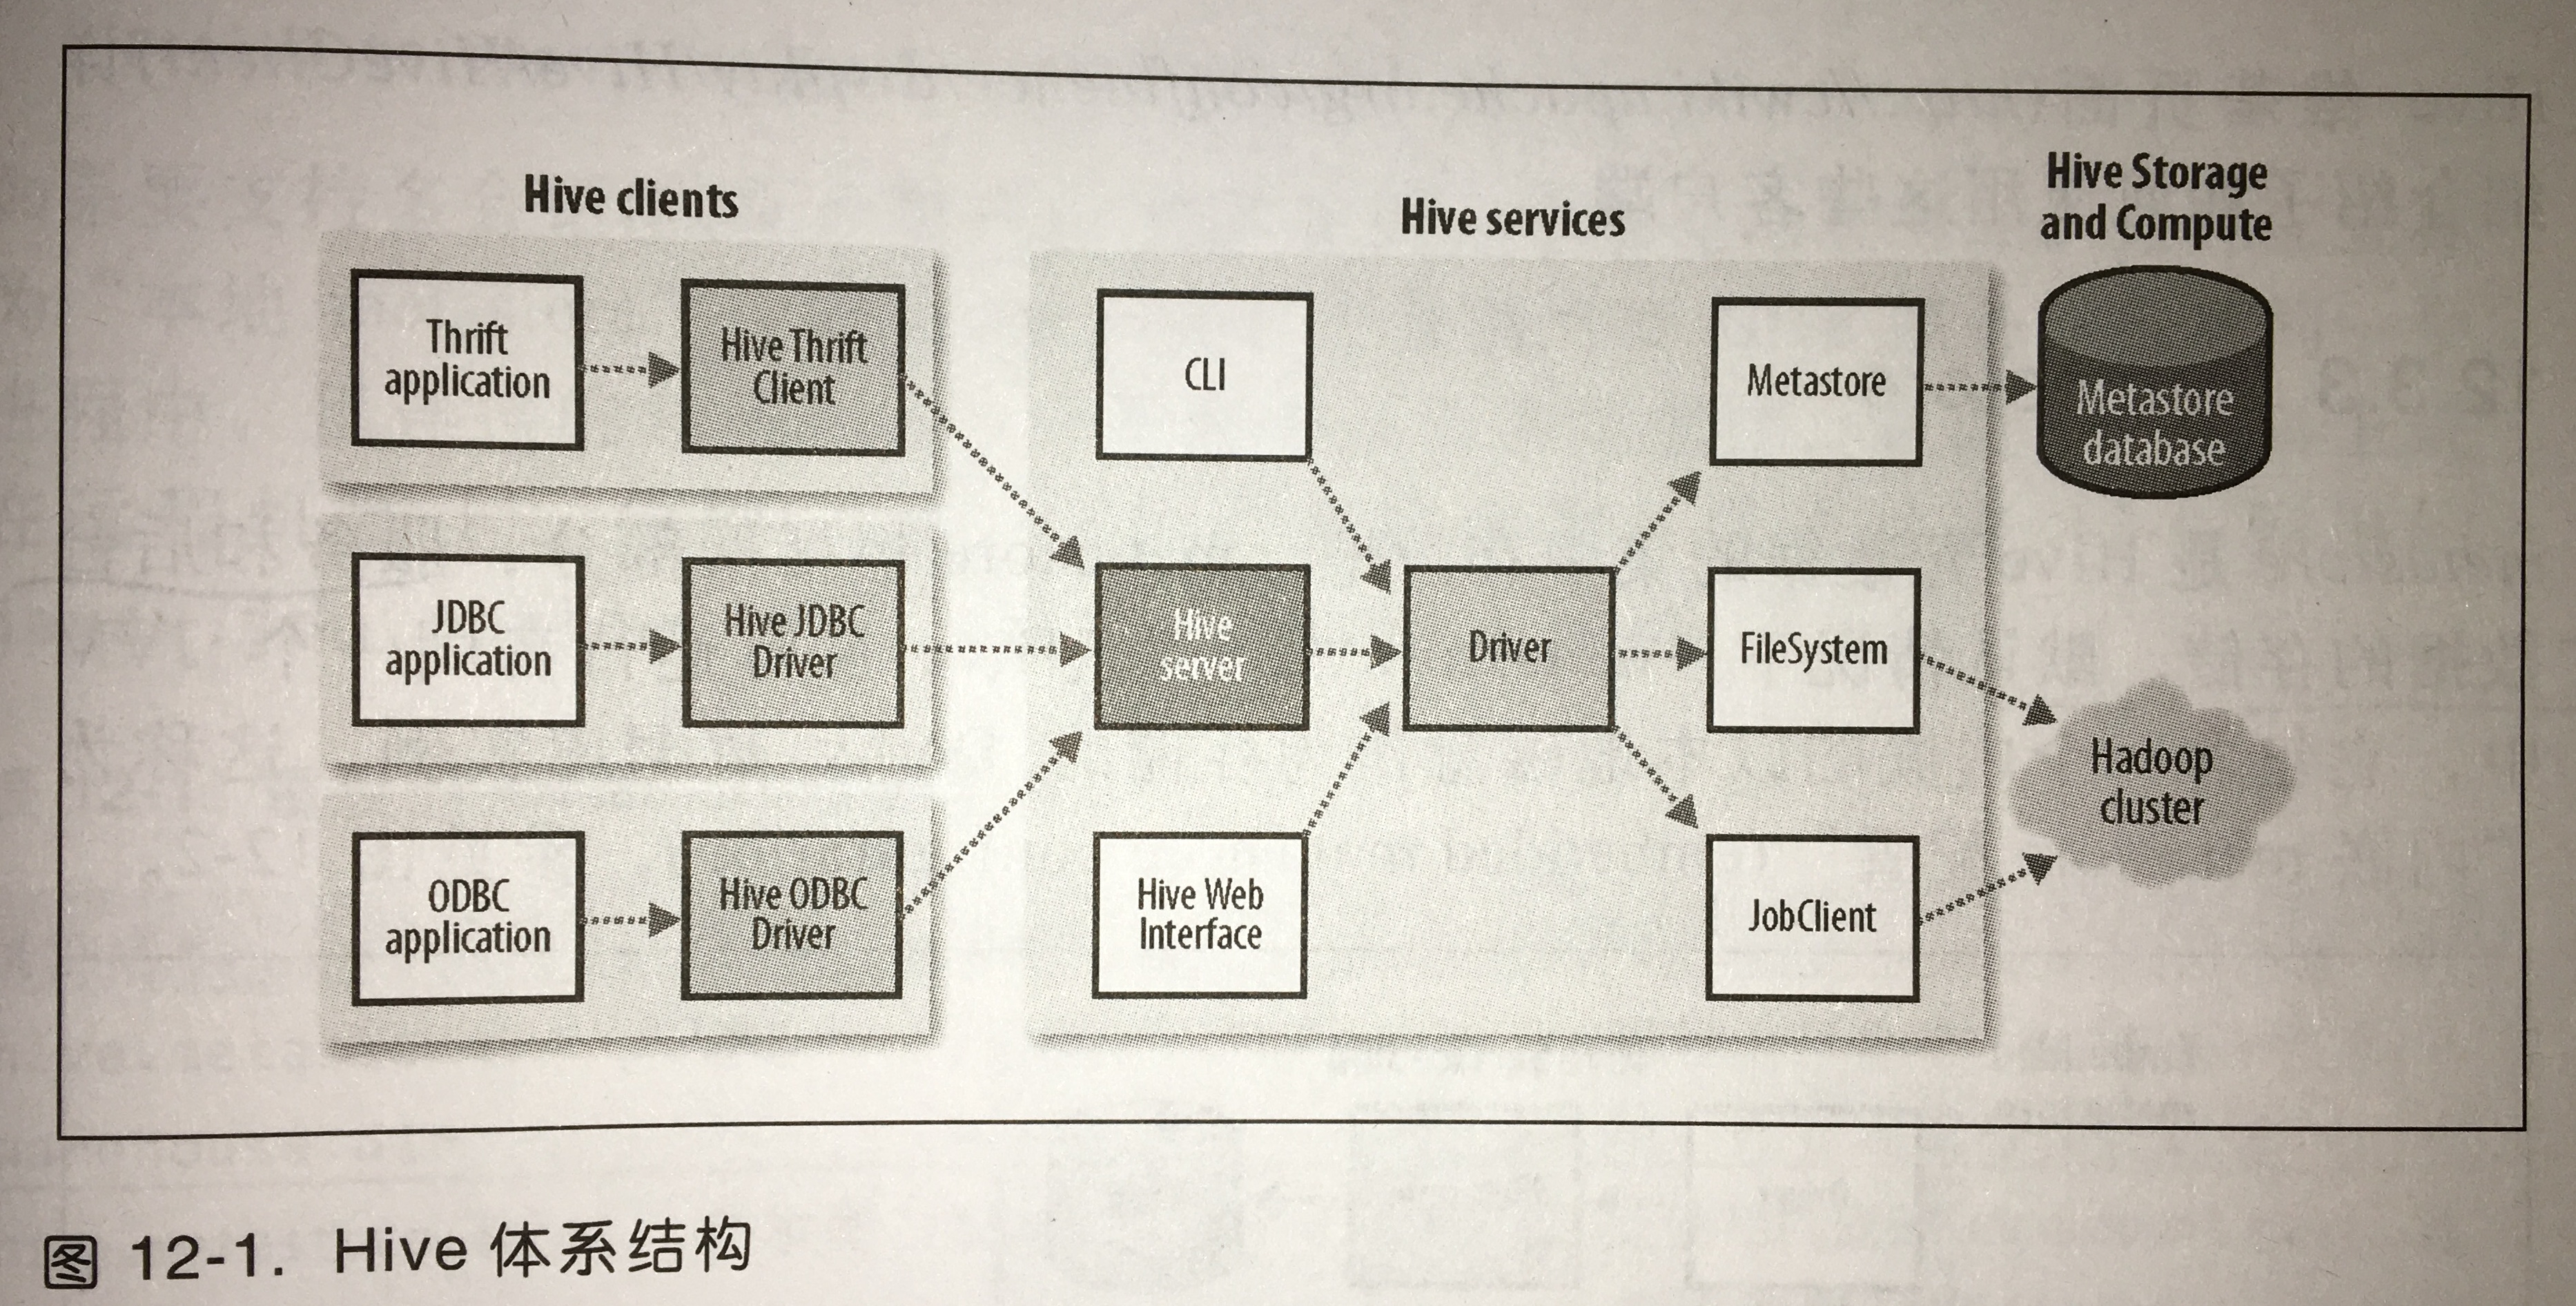 Hive clients
Hive services
Hive Storage
and Compute
Thrift
application
Hive Thrift
Client
CLI
Metastore
Metastore
database
JDBC
application
Hive JDBC
Driver
Hive
server
Driver
FileSystem
Hadoop
cluster
ODBC
application
Hive ODBC
Driver
Hive Web
Interface
JobClient
图 12-1. Hive 体系结构